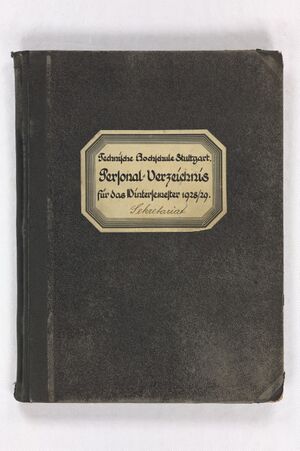 Technische Hochschule Stuttgart.
Personal-Verzeichnis
für das Wintersemester 1928/29.
Sekretariat